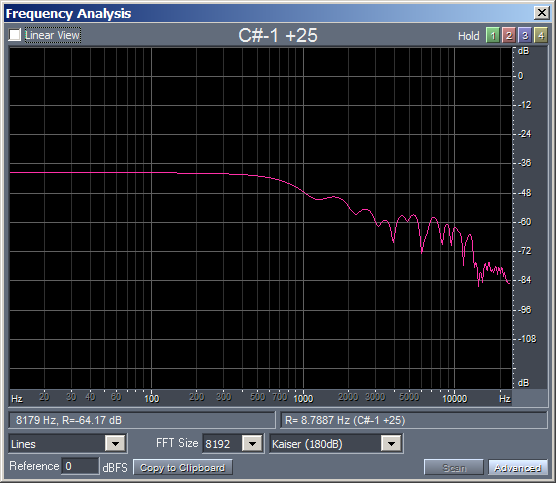 Frequency Analysis
Linear View
C#-1 +25
Hold 1 2 3 4
dB
0
-12
-24
-36
-48
-60
-72
-84
-96
-108
dB
Hz 20 30 40 60 100 200 300 500 700 1000 2000 3000 5000 10000 Hz
8179 Hz, R=-64.17 dB
R= 8.7887 Hz (C#-1 +25)
Lines FFT Size 8192 Kaiser (180dB)
Reference 0 dBFS Copy to Clipboard Scan Advanced